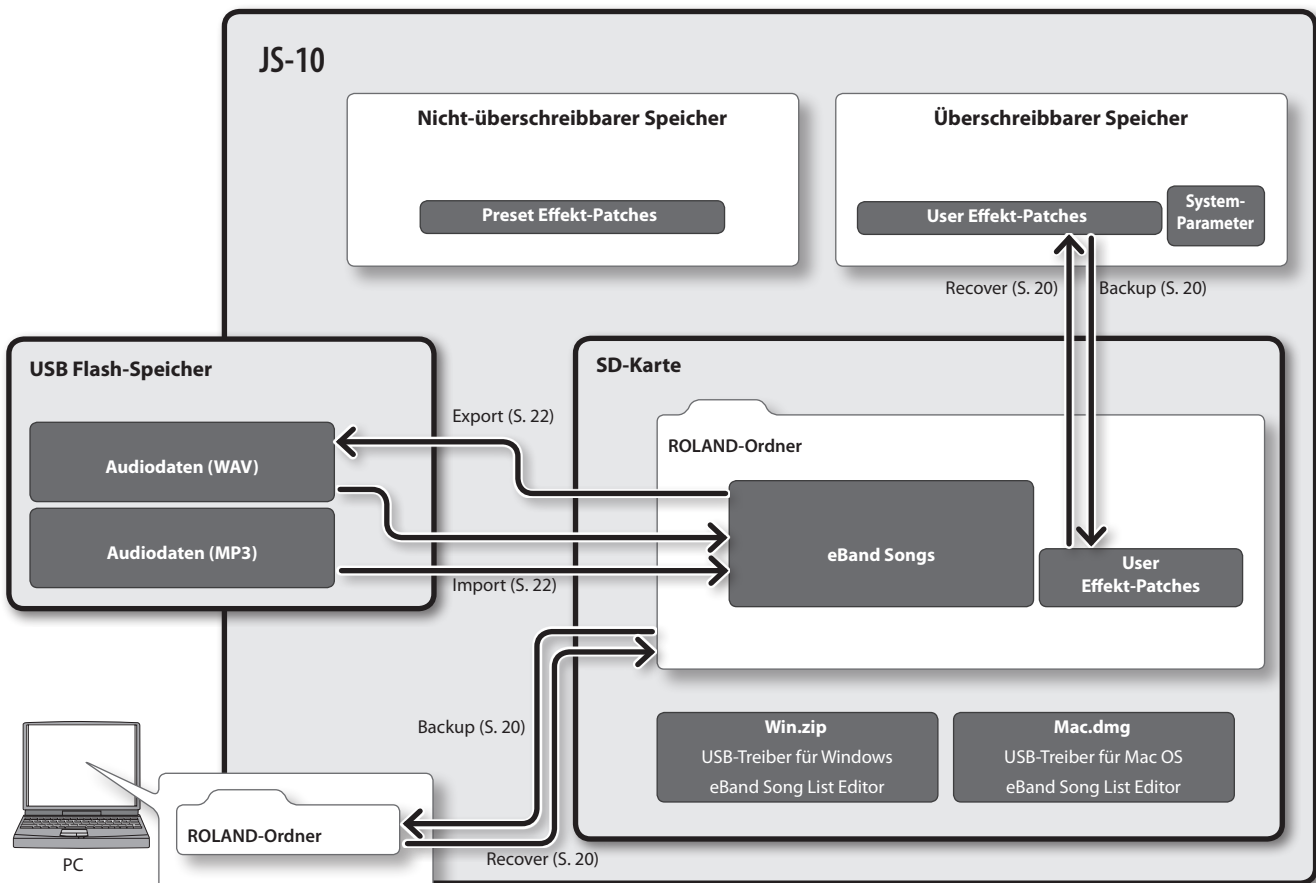 JS-10
Nicht-überschreibbarer Speicher
Preset Effekt-Patches
Überschreibbarer Speicher
User Effekt-Patches
System-
Parameter
Recover (S. 20)
Backup (S. 20)
USB Flash-Speicher
Audiodaten (WAV)
Audiodaten (MP3)
Export (S. 22)
Import (S. 22)
SD-Karte
ROLAND-Ordner
eBand Songs
User
Effekt-Patches
Backup (S. 20)
Win.zip
USB-Treiber für Windows
eBand Song List Editor
Mac.dmg
USB-Treiber für Mac OS
eBand Song List Editor
PC
ROLAND-Ordner
Recover (S. 20)